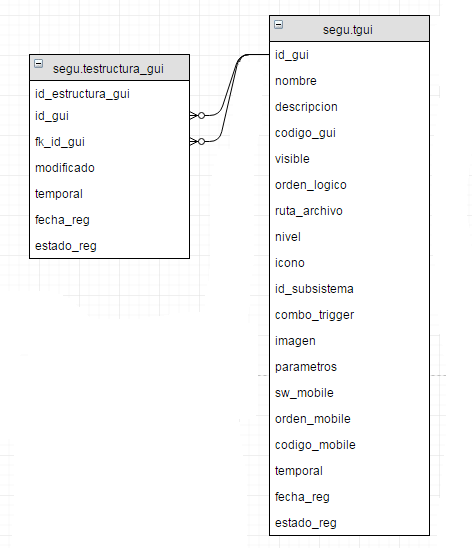 segu.testructura_gui
id_estructura_gui
id_gui
fk_id_gui
modificado
temporal
fecha_reg
estado_reg
segu.tgui
id_gui
nombre
descripcion
codigo_gui
visible
orden_logico
ruta_archivo
nivel
icono
id_subsistema
combo_trigger
imagen
parametros
sw_mobile
orden_mobile
codigo_mobile
temporal
fecha_reg
estado_reg